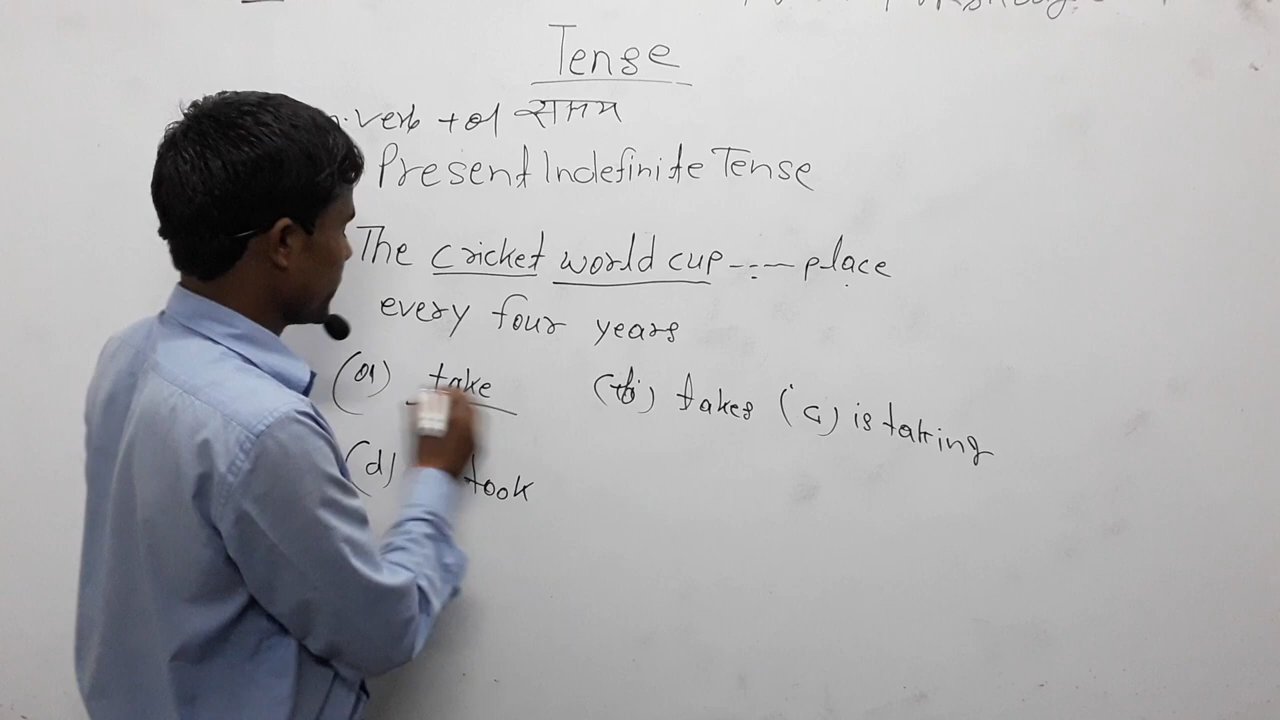 Tense
verb + of समय
Present Indefinite Tense
The cricket world cup ---- place
every four years
(a) take (b) takes (c) is taking
(d) took